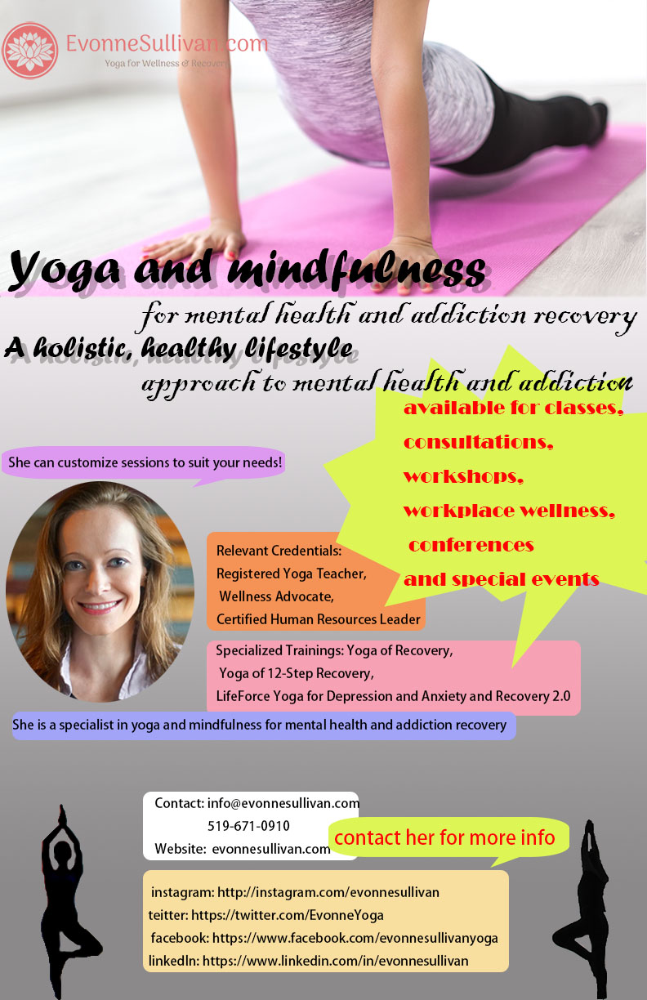 EvonneSullivan.com
Yoga for Wellness & Recovery
Yoga and mindfulness
for mental health and addiction recovery
A holistic, healthy lifestyle
approach to mental health and addiction
available for classes,
consultations,
workshops,
workplace wellness,
conferences
and special events
She can customize sessions to suit your needs!
Relevant Credentials:
Registered Yoga Teacher,
Wellness Advocate,
Certified Human Resources Leader
Specialized Trainings: Yoga of Recovery,
Yoga of 12-Step Recovery,
LifeForce Yoga for Depression and Anxiety and Recovery 2.0
She is a specialist in yoga and mindfulness for mental health and addiction recovery
Contact: info@evonnesullivan.com
519-671-0910
Website: evonnesullivan.com
contact her for more info
instagram: http://instagram.com/evonnesullivan
teitter: https://twitter.com/EvonneYoga
facebook: https://www.facebook.com/evonnesullivanyoga
linkedln: https://www.linkedin.com/in/evonnesullivan